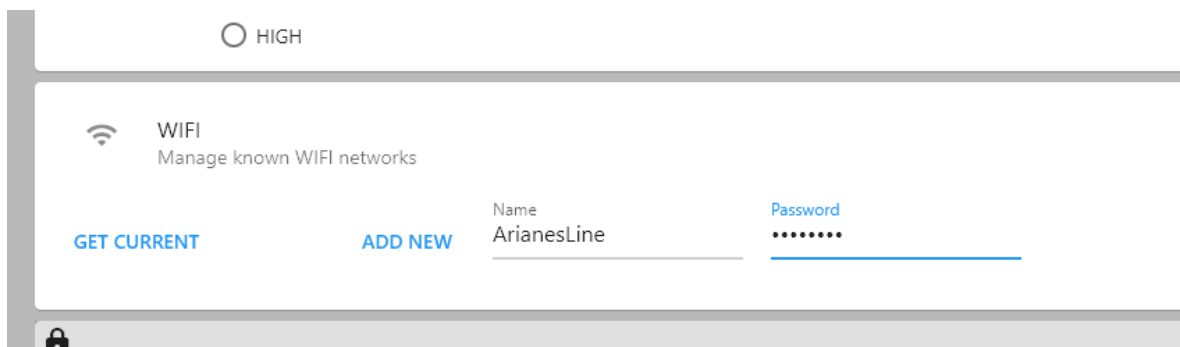 HIGH
WIFI
Manage known WIFI networks
Name
Password
ArianesLine
••••••••
GET CURRENT
ADD NEW